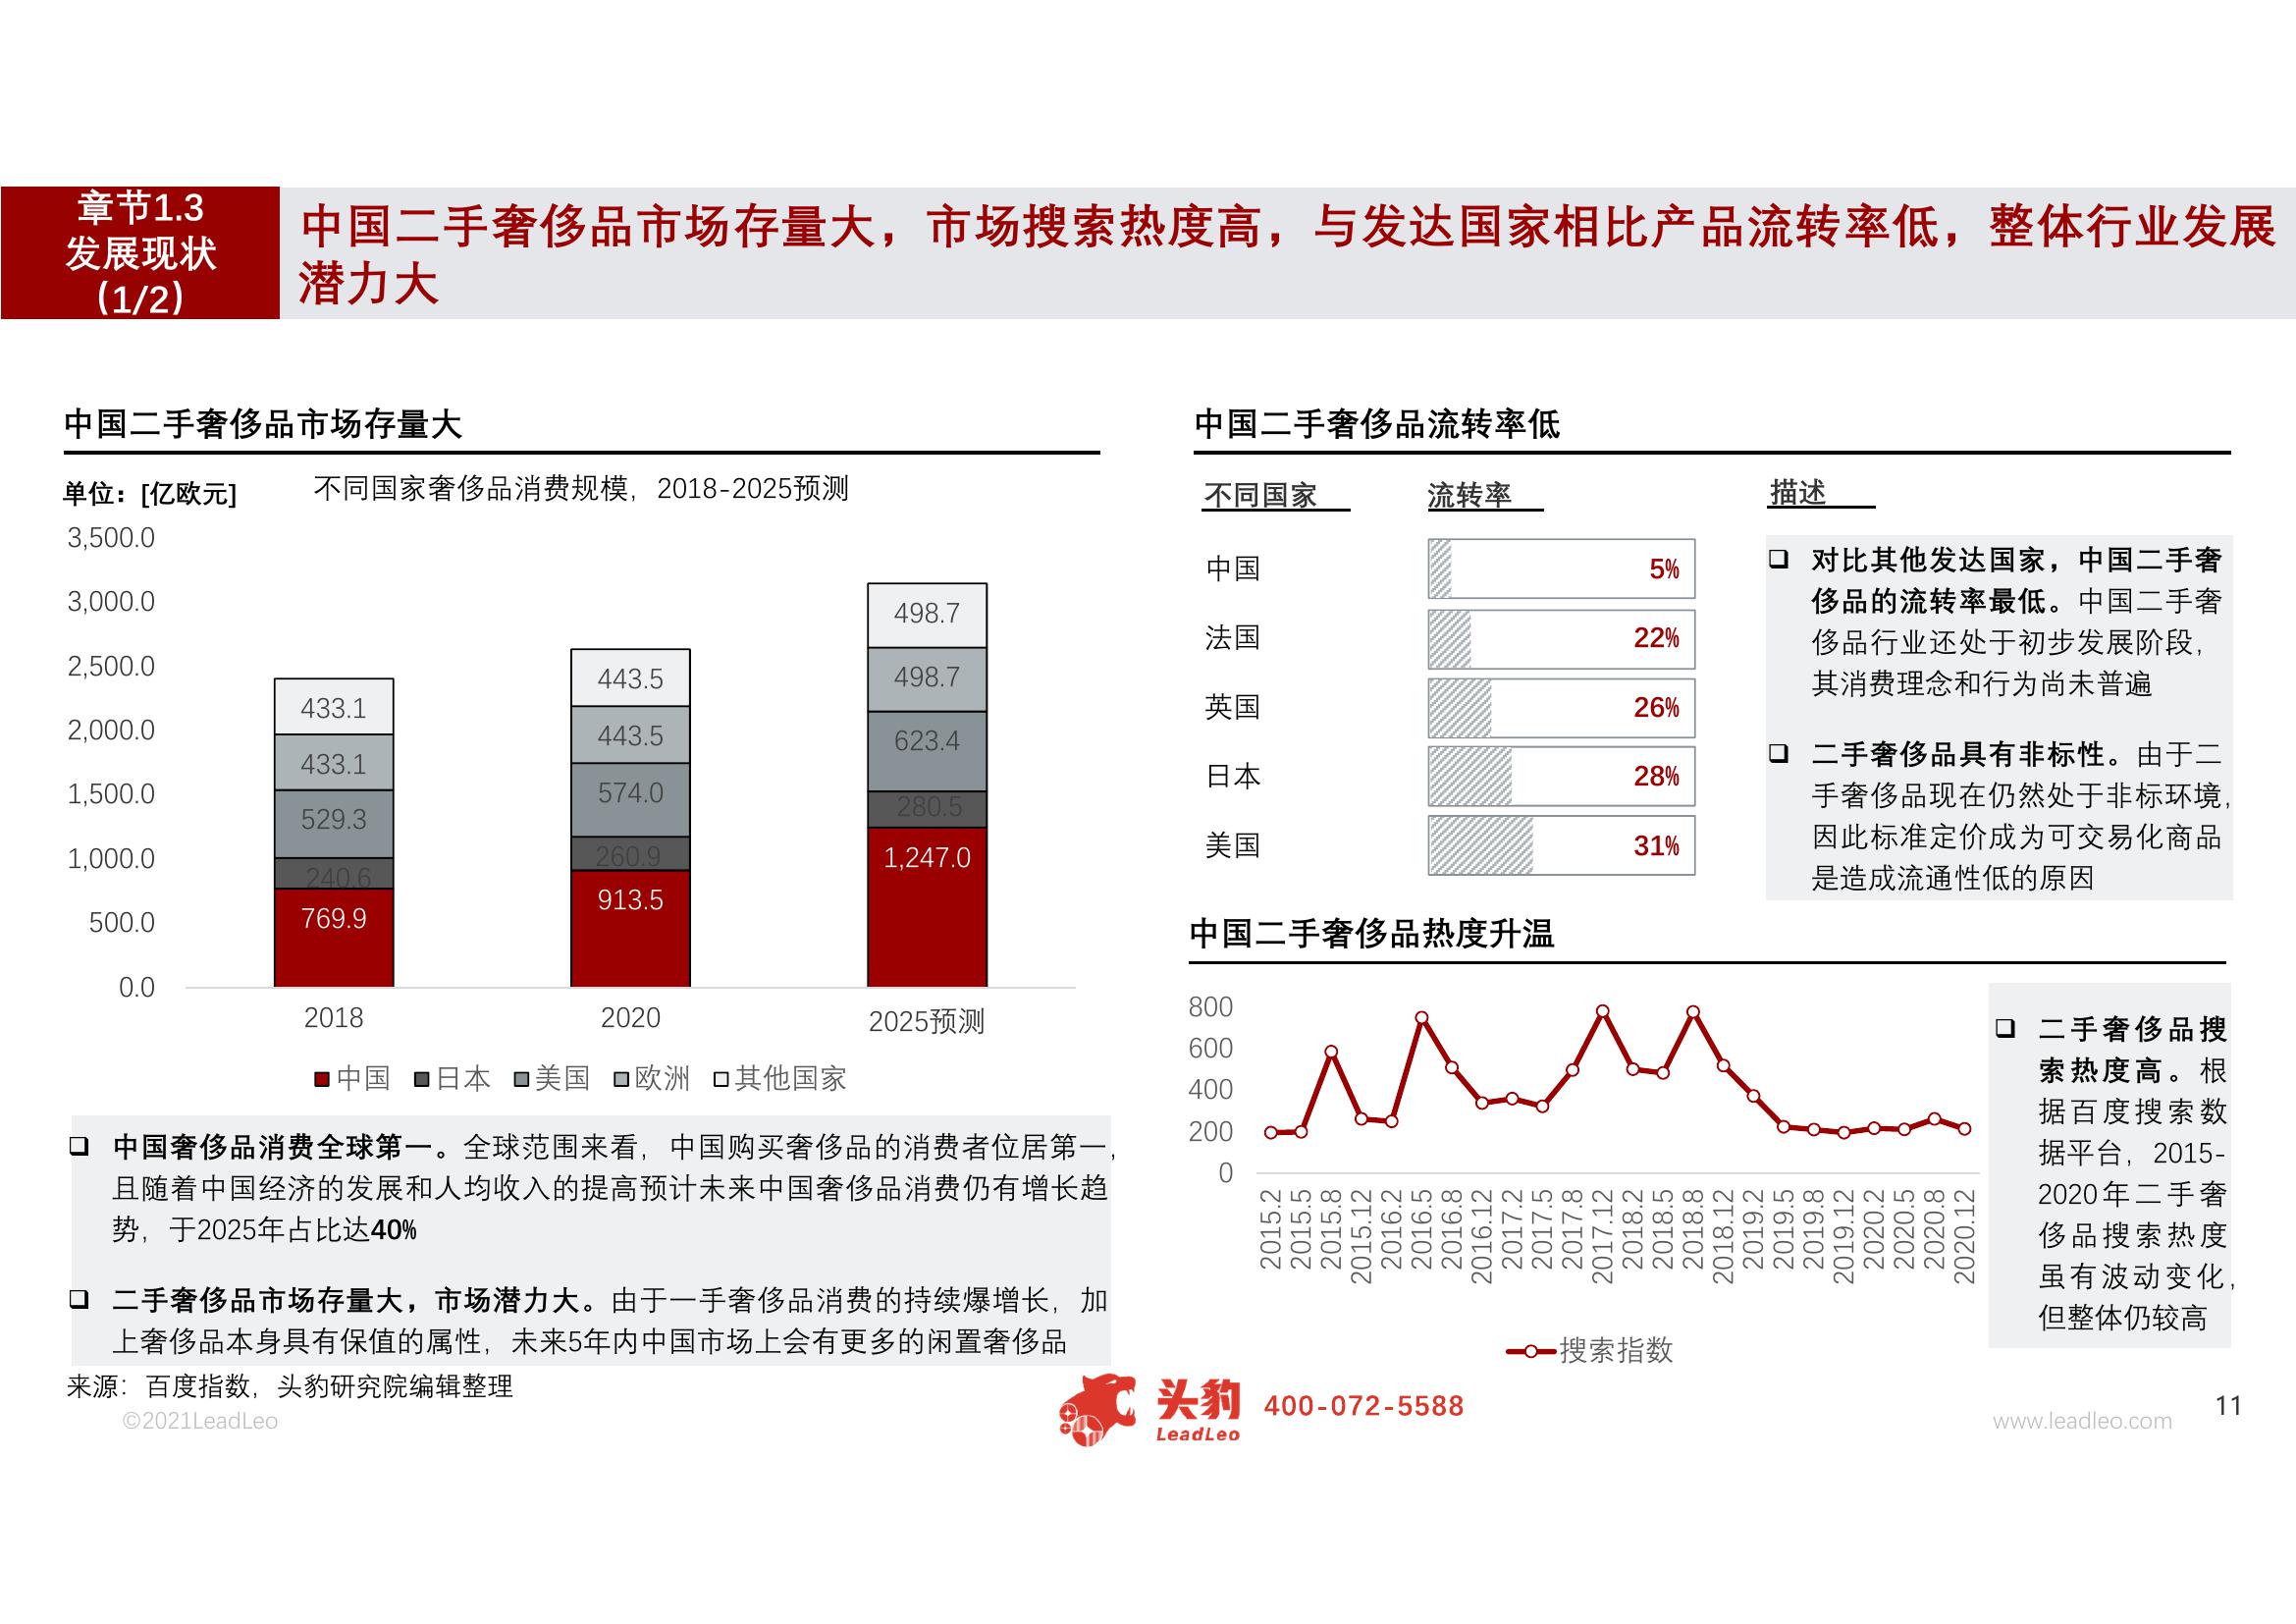 章节1.3
发展现状
(1/2)
中国二手奢侈品市场存量大，市场搜索热度高，与发达国家相比产品流转率低，整体行业发展
潜力大
中国二手奢侈品市场存量大
单位：[亿欧元]
不同国家奢侈品消费规模，2018-2025预测
3,500.0
3,000.0
2,500.0
2,000.0
1,500.0
1,000.0
500.0
0.0
433.1
433.1
529.3
240.6
769.9
443.5
443.5
574.0
260.9
913.5
498.7
498.7
623.4
280.5
1,247.0
2018
2020
2025预测
中国
日本
美国
欧洲
其他国家
中国奢侈品消费全球第一。全球范围来看，中国购买奢侈品的消费者位居第一，
且随着中国经济的发展和人均收入的提高预计未来中国奢侈品消费仍有增长趋
势，于2025年占比达40%
二手奢侈品市场存量大，市场潜力大。由于一手奢侈品消费的持续爆增长，加
上奢侈品本身具有保值的属性，未来5年内中国市场上会有更多的闲置奢侈品
来源：百度指数，头豹研究院编辑整理
©2021LeadLeo
中国二手奢侈品流转率低
不同国家
流转率
描述
中国
5%
法国
22%
英国
26%
日本
28%
美国
31%
对比其他发达国家，中国二手奢
侈品的流转率最低。中国二手奢
侈品行业还处于初步发展阶段，
其消费理念和行为尚未普遍
二手奢侈品具有非标性。由于二
手奢侈品现在仍然处于非标环境，
因此标准定价成为可交易化商品
是造成流通性低的原因
中国二手奢侈品热度升温
800
600
400
200
0
2015.2
2015.5
2015.8
2015.12
2016.2
2016.5
2016.8
2016.12
2017.2
2017.5
2017.8
2017.12
2018.2
2018.5
2018.8
2018.12
2019.2
2019.5
2019.8
2019.12
2020.2
2020.5
2020.8
2020.12
搜索指数
二手奢侈品搜
索热度高。根
据百度搜索数
据平台，2015-
2020年二手奢
侈品搜索热度
虽有波动变化，
但整体仍较高
头豹
LeadLeo
400-072-5588
www.leadleo.com
11